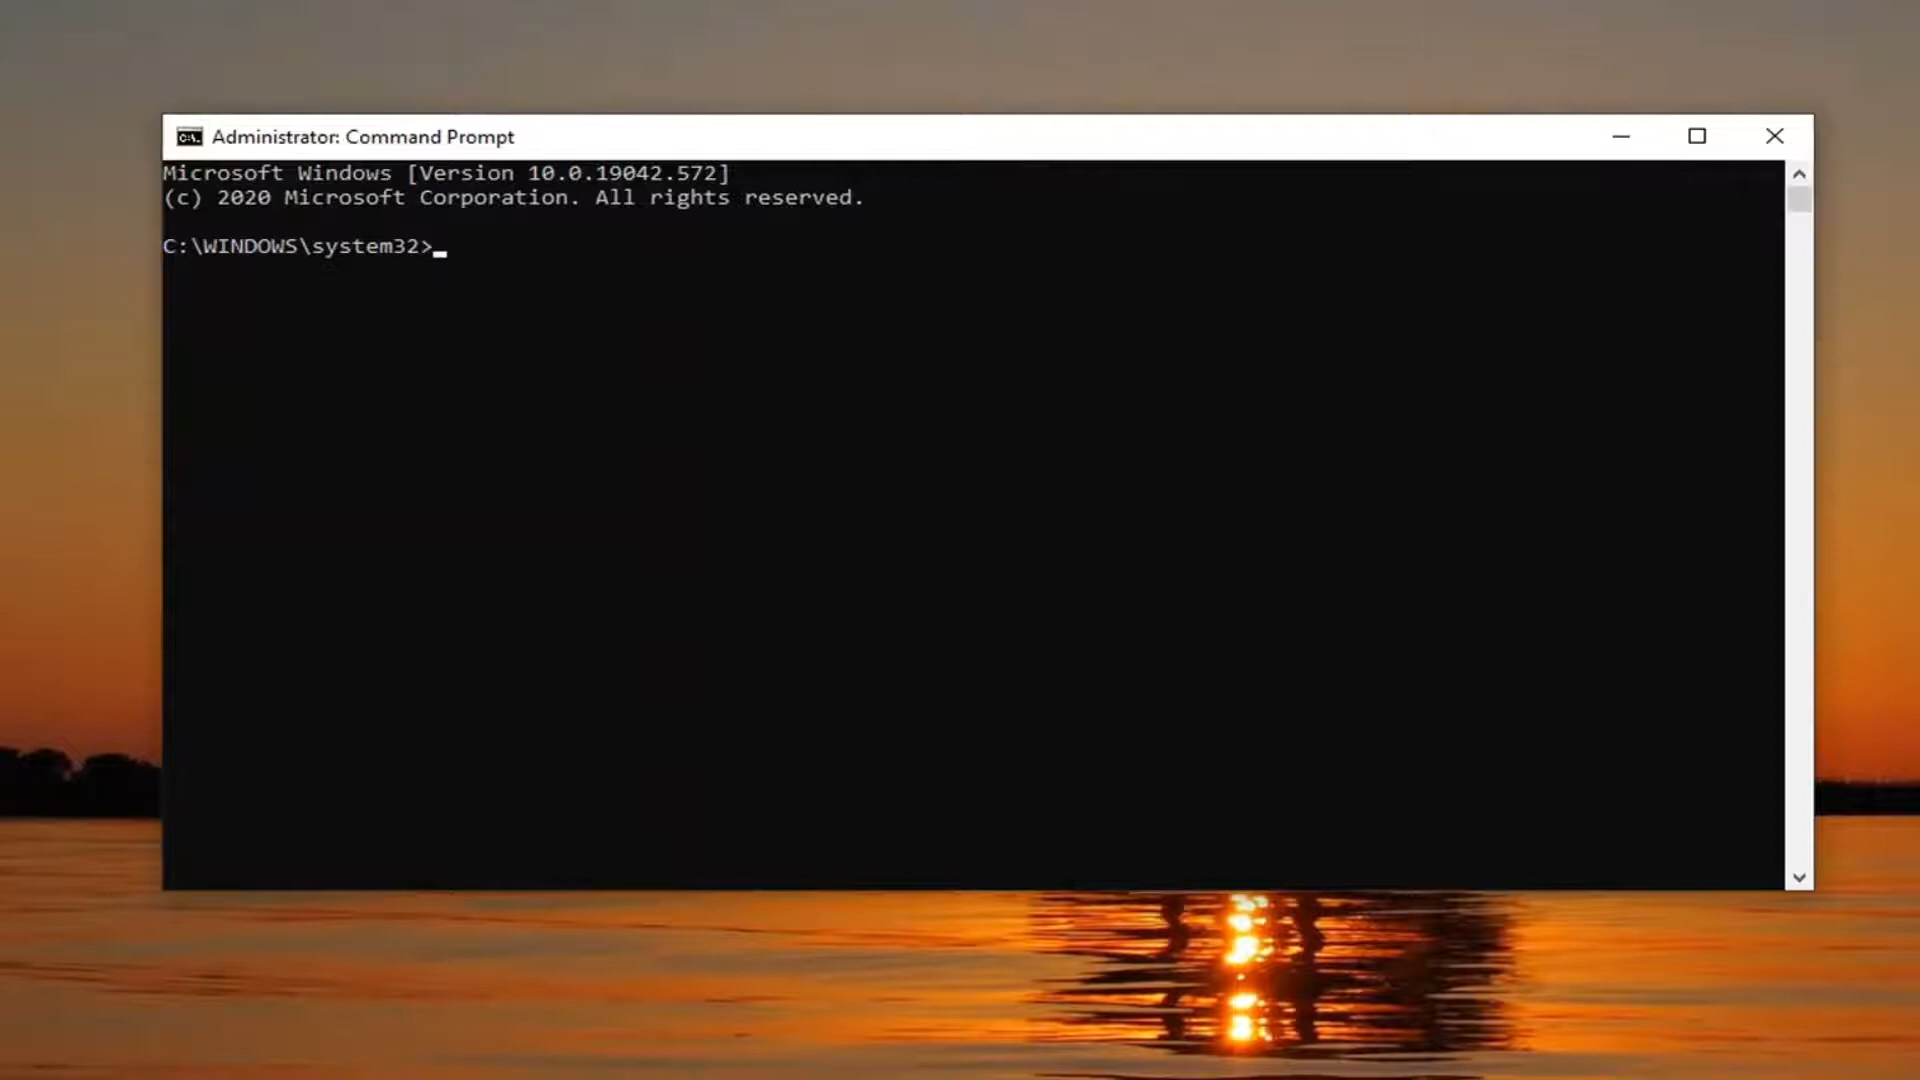 Administrator: Command Prompt
Microsoft Windows [Version 10.0.19042.572]
(c) 2020 Microsoft Corporation. All rights reserved.
C:\WINDOWS\system32>